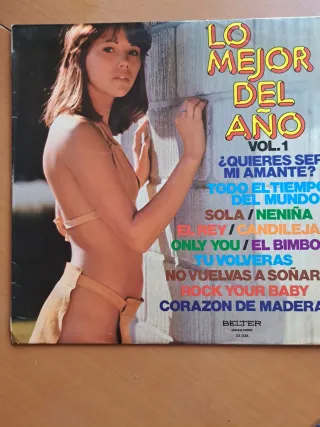 LO
MEJOR
DEL
AÑO
VOL. 1
¿QUIERES SER
MI AMANTE?
TODO EL TIEMPO
DEL MUNDO
SOLA / NENIÑA
EL REY / CANDILEJA
ONLY YOU / EL BIMBO
TU VOLVERAS
NO VUELVAS A SOÑAR
ROCK YOUR BABY
CORAZON DE MADERA
BELTER